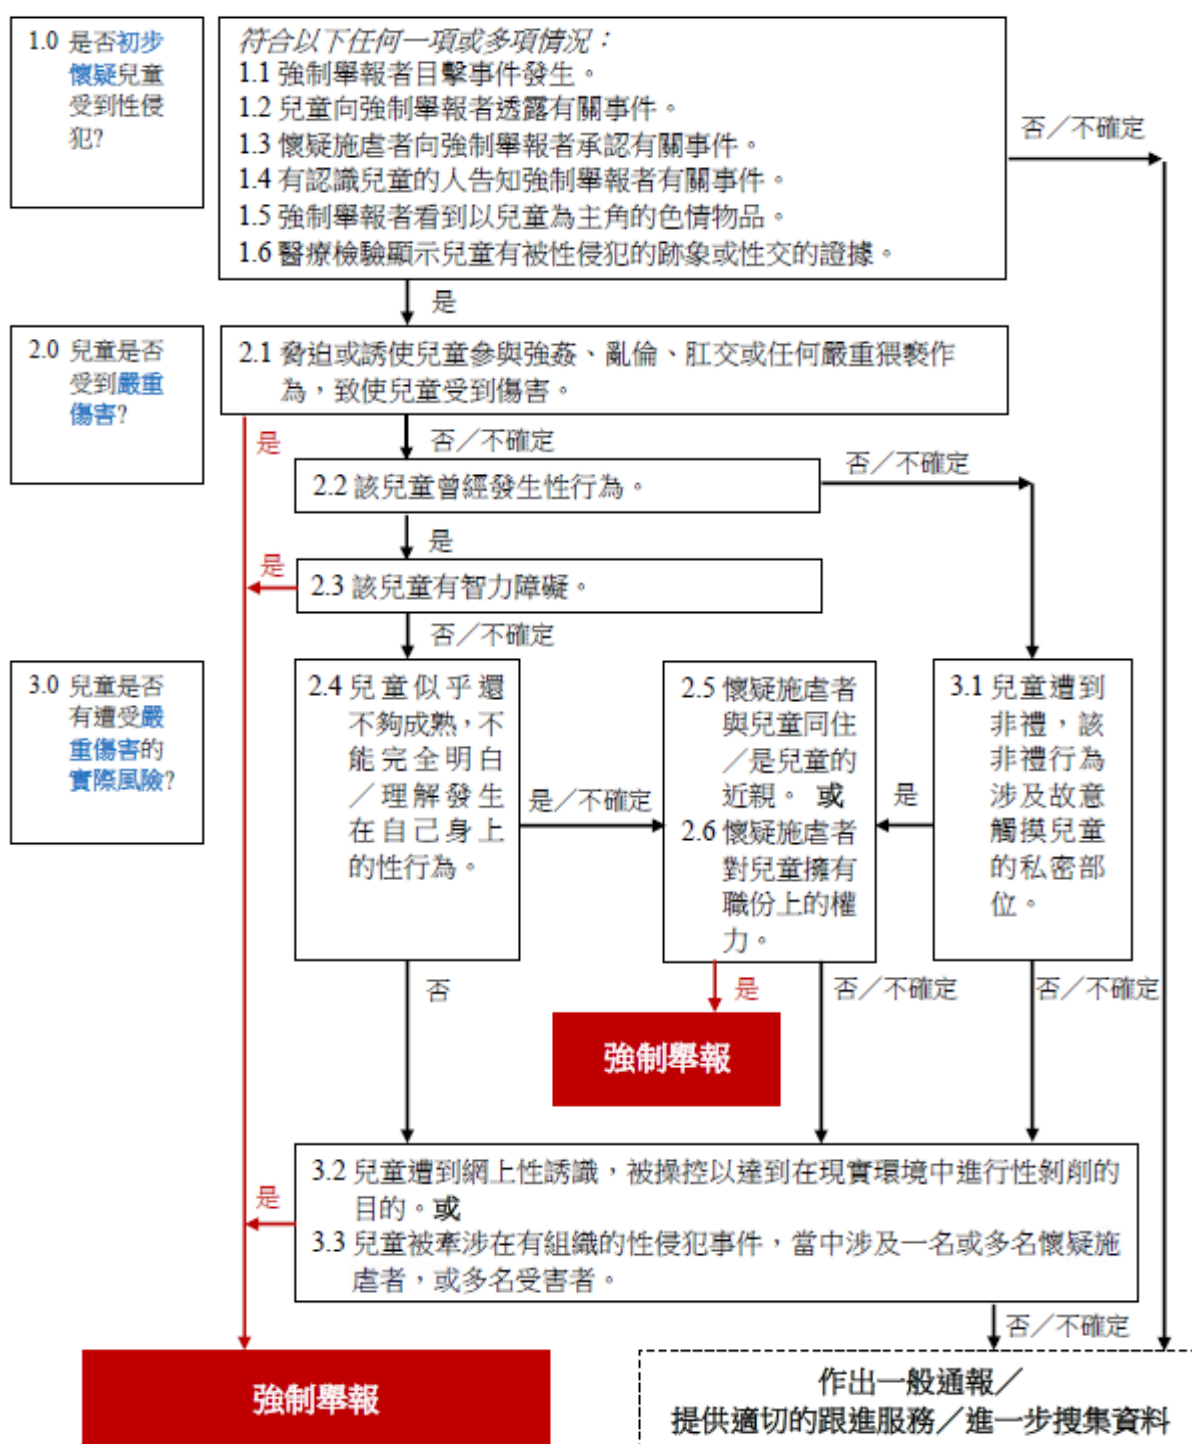 1.0 是否初步
懷疑兒童
受到性侵
犯?
符合以下任何一項或多項情況：
1.1 強制舉報者目擊事件發生。
1.2 兒童向強制舉報者透露有關事件。
1.3 懷疑施虐者向強制舉報者承認有關事件。
1.4 有認識兒童的人告知強制舉報者有關事件。
1.5 強制舉報者看到以兒童為主角的色情物品。
1.6 醫療檢驗顯示兒童有被性侵犯的跡象或性交的證據。
否／不確定
是
2.0 兒童是否
受到嚴重
傷害?
2.1 脅迫或誘使兒童參與強姦、亂倫、肛交或任何嚴重猥褻作
為，致使兒童受到傷害。
是
否／不確定
否／不確定
2.2 該兒童曾經發生性行為。
是
是
2.3 該兒童有智力障礙。
否／不確定
3.0 兒童是否
有遭受嚴
重傷害的
實際風險?
2.4 兒童似乎還
不夠成熟，不
能完全明白
／理解發生
在自己身上
的性行為。
是／不確定
2.5 懷疑施虐者
與兒童同住
／是兒童的
近親。 或
2.6 懷疑施虐者
對兒童擁有
職份上的權
力。
是
3.1 兒童遭到
非禮，該
非禮行為
涉及故意
觸摸兒童
的私密部
位。
否
是
否／不確定
否／不確定
強制舉報
3.2 兒童遭到網上性誘識，被操控以達到在現實環境中進行性剝削的
目的。或
3.3 兒童被牽涉在有組織的性侵犯事件，當中涉及一名或多名懷疑施
虐者，或多名受害者。
是
否／不確定
強制舉報
作出一般通報／
提供適切的跟進服務／進一步搜集資料